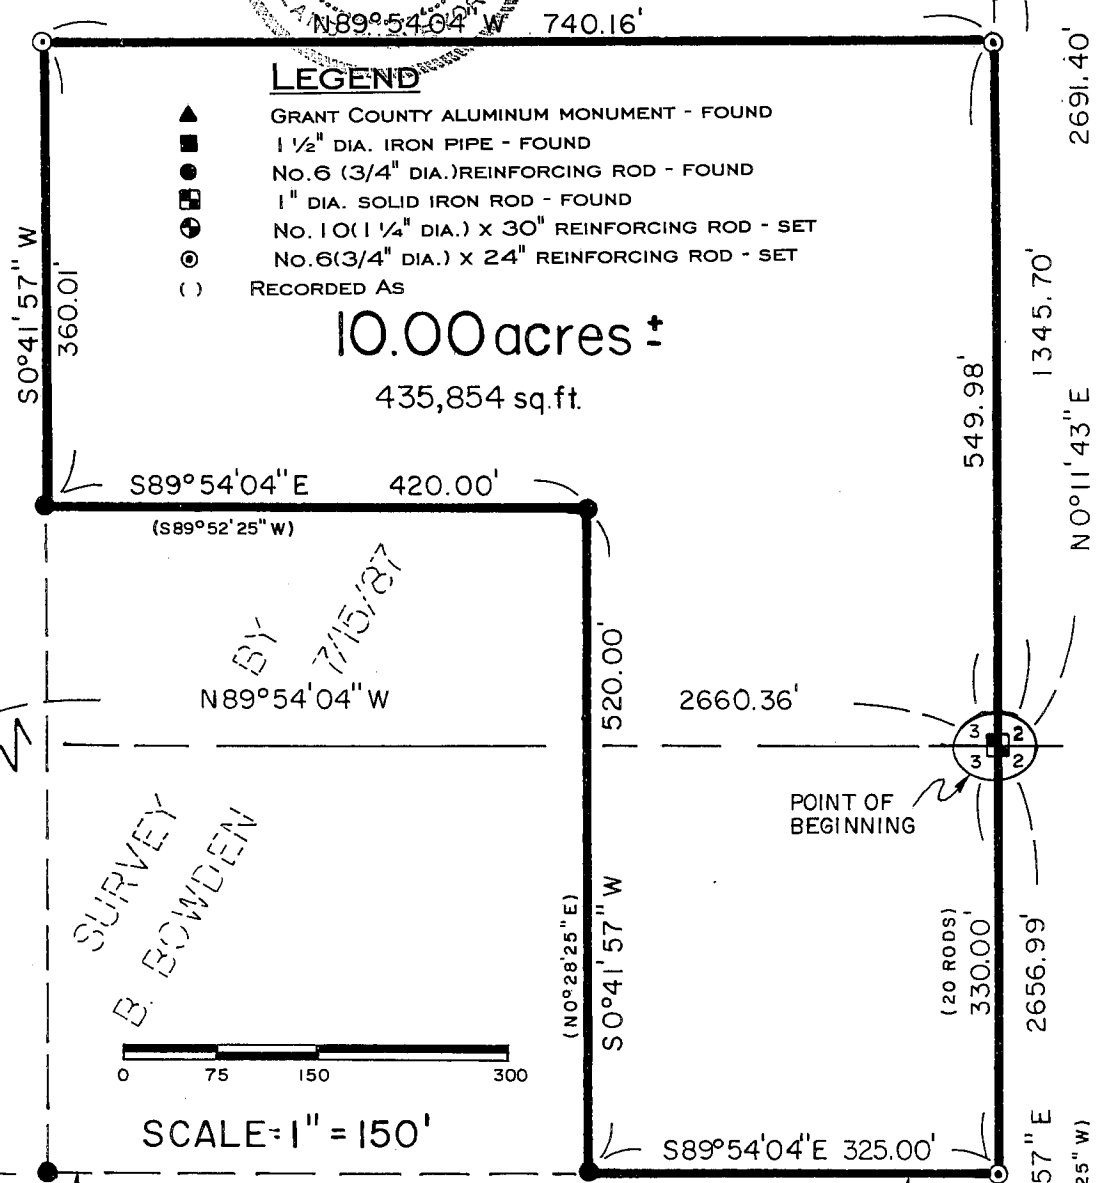 N89°54'04" W 740.16'
LEGEND
GRANT COUNTY ALUMINUM MONUMENT - FOUND
1 ½" DIA. IRON PIPE - FOUND
No.6 (3/4" DIA.)REINFORCING ROD - FOUND
1" DIA. SOLID IRON ROD - FOUND
No.10(1 ¼" DIA.) X 30" REINFORCING ROD - SET
No.6(3/4" DIA.) X 24" REINFORCING ROD - SET
( ) RECORDED AS
10.00 acres ±
435,854 sq.ft.
S0°41'57" W
360.01'
2691.40'
1345.70'
549.98'
N0°11'43" E
S89°54'04"E 420.00'
(S89°52'25" W)
SURVEY BY
B. BOWDEN 7/15/87
N89°54'04" W 2660.36'
520.00'
3 2
3 2
POINT OF
BEGINNING
(N0°28'25" E)
S0°41'57" W
(20 RODS)
330.00'
2656.99'
0 75 150 300
SCALE-1" = 150'
S89°54'04"E 325.00'
57" E
25" W)